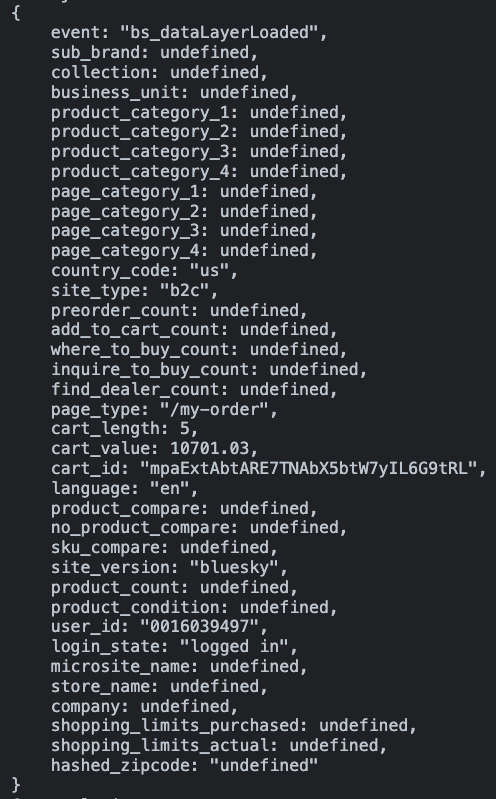 {
event: "bs_dataLayerLoaded",
sub_brand: undefined,
collection: undefined,
business_unit: undefined,
product_category_1: undefined,
product_category_2: undefined,
product_category_3: undefined,
product_category_4: undefined,
page_category_1: undefined,
page_category_2: undefined,
page_category_3: undefined,
page_category_4: undefined,
country_code: "us",
site_type: "b2c",
preorder_count: undefined,
add_to_cart_count: undefined,
where_to_buy_count: undefined,
inquire_to_buy_count: undefined,
find_dealer_count: undefined,
page_type: "/my-order",
cart_length: 5,
cart_value: 10701.03,
cart_id: "mpaExtAbtARE7TNAbX5btW7yIL6G9tRL",
language: "en",
product_compare: undefined,
no_product_compare: undefined,
sku_compare: undefined,
site_version: "bluesky",
product_count: undefined,
product_condition: undefined,
user_id: "0016039497",
login_state: "logged in",
microsite_name: undefined,
store_name: undefined,
company: undefined,
shopping_limits_purchased: undefined,
shopping_limits_actual: undefined,
hashed_zipcode: "undefined"
}